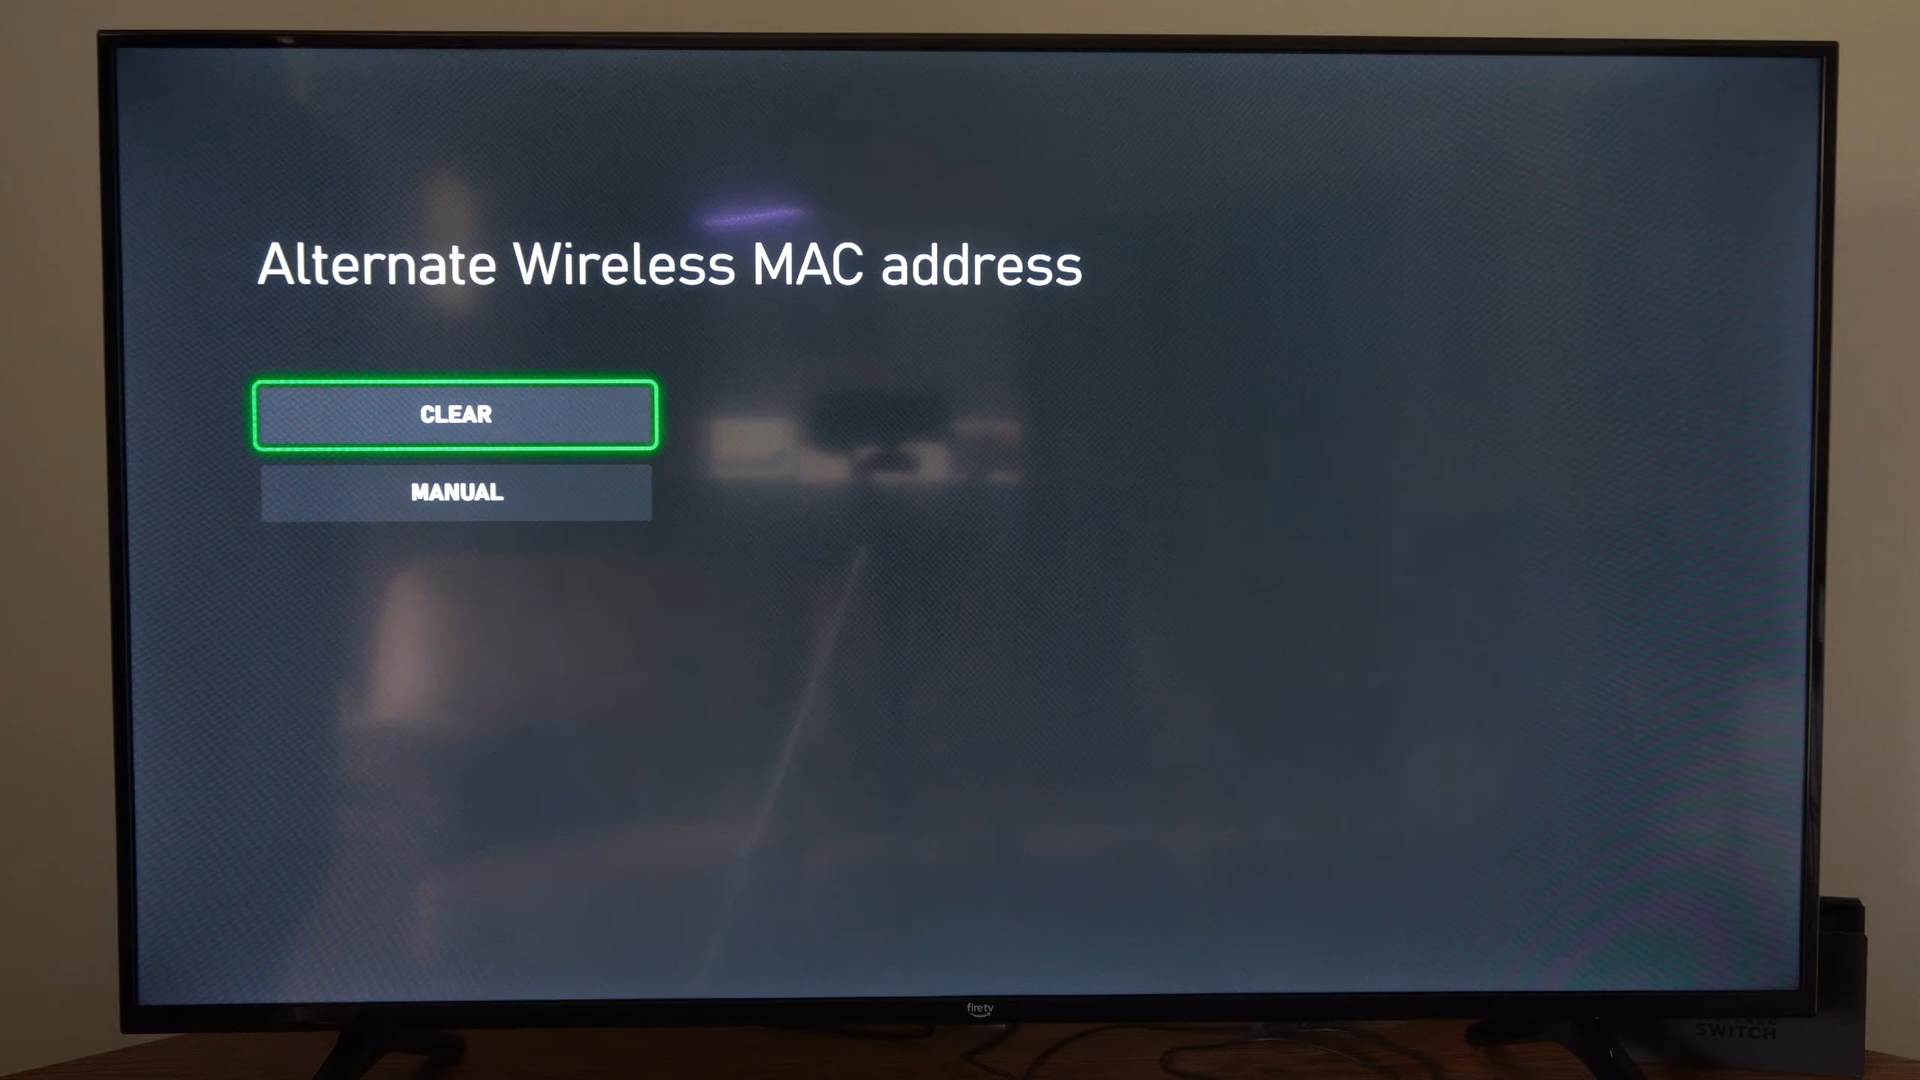 Alternate Wireless MAC address
CLEAR
MANUAL
firetv
SWITCH